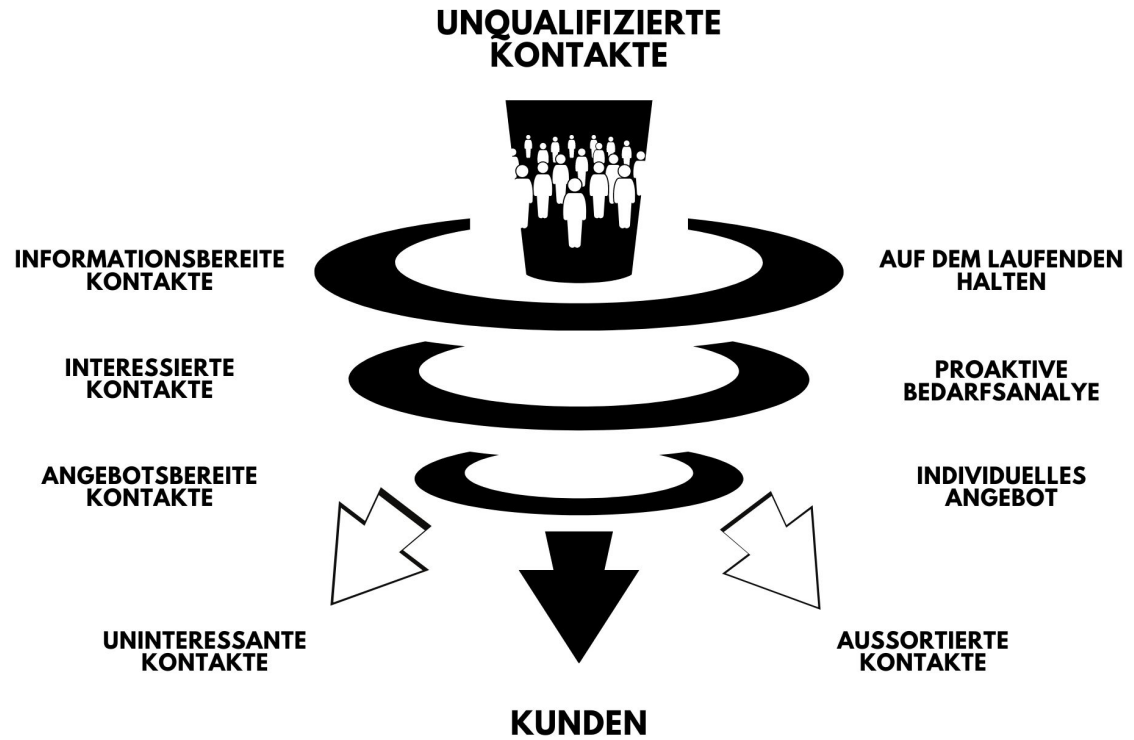 UNQUALIFIZIERTE
KONTAKTE
INFORMATIONSBEREITE
KONTAKTE
AUF DEM LAUFENDEN
HALTEN
INTERESSIERTE
KONTAKTE
PROAKTIVE
BEDARFSANALYE
ANGEBOTSBEREITE
KONTAKTE
INDIVIDUELLES
ANGEBOT
UNINTERESSANTE
KONTAKTE
AUSSORTIERTE
KONTAKTE
KUNDEN